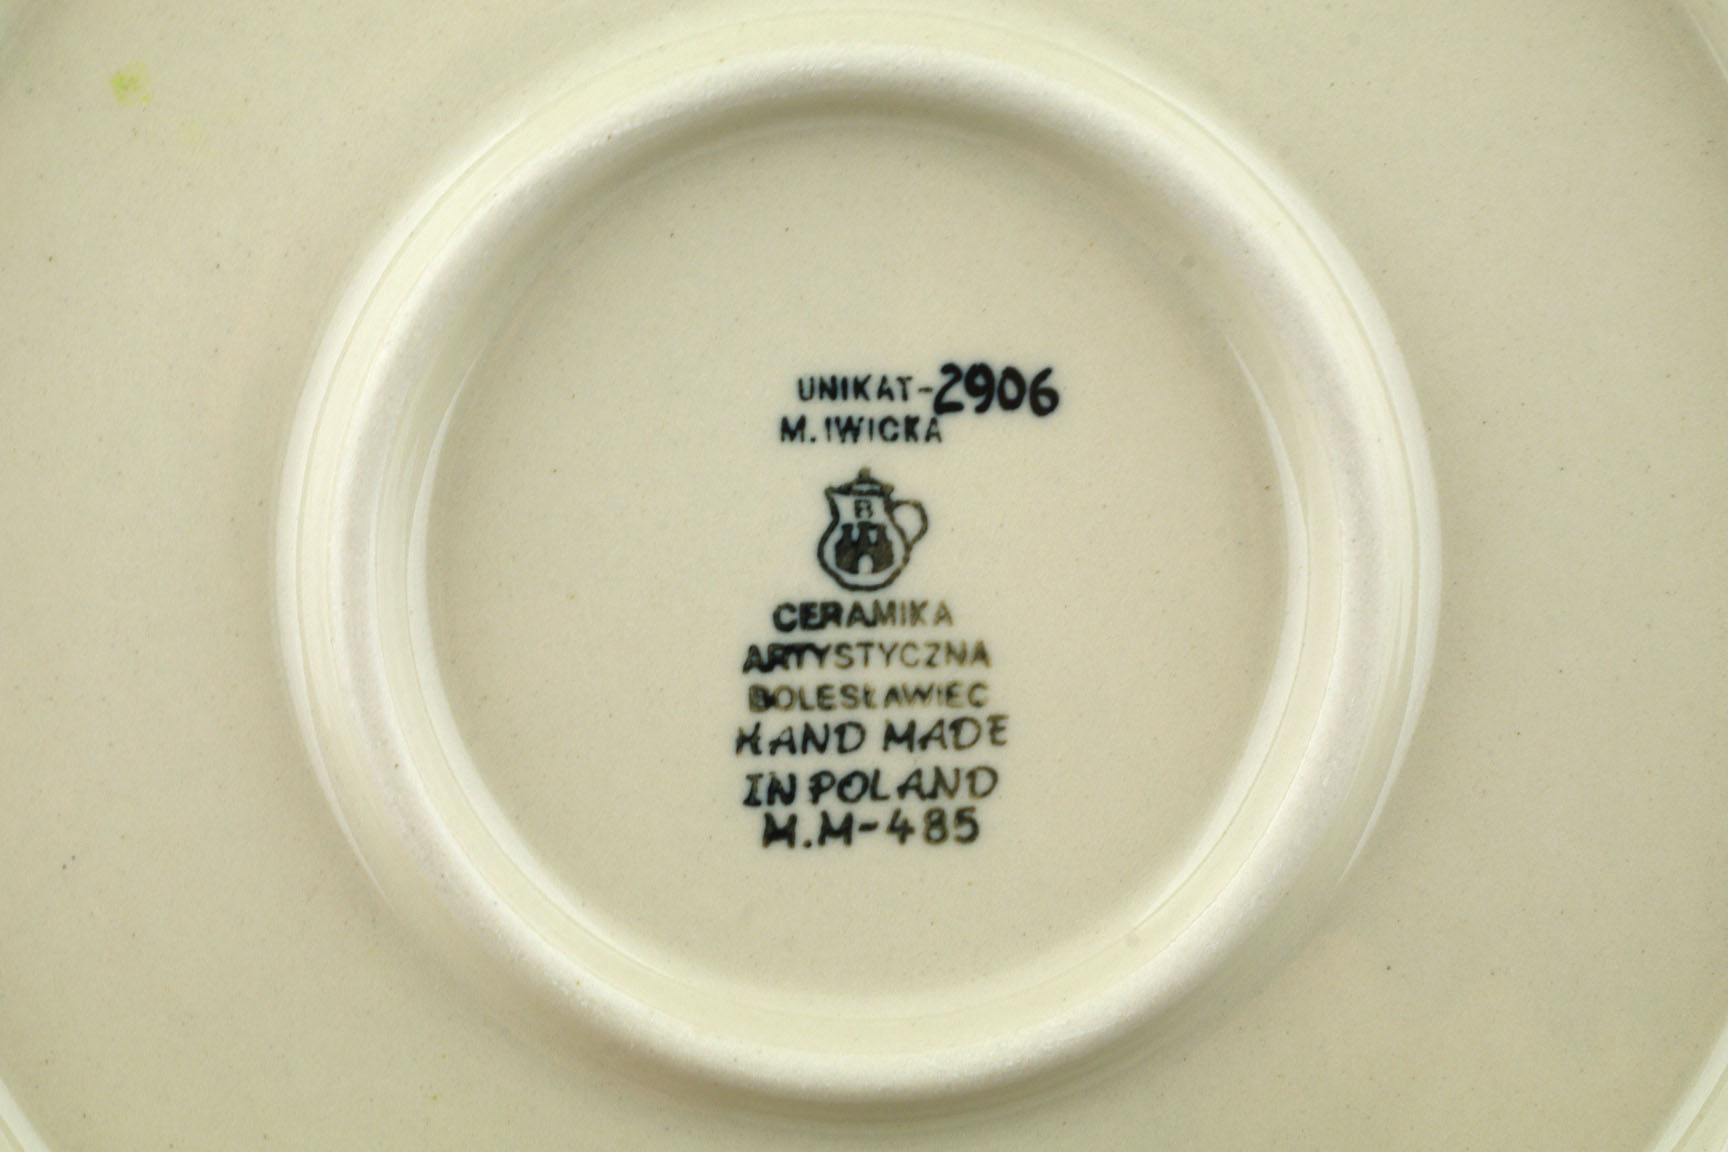 UNIKAT-2906
M. IWICKA
B
CERAMIKA
ARTYSTYCZNA
BOLESŁAWIEC
HAND MADE
IN POLAND
M.M-485